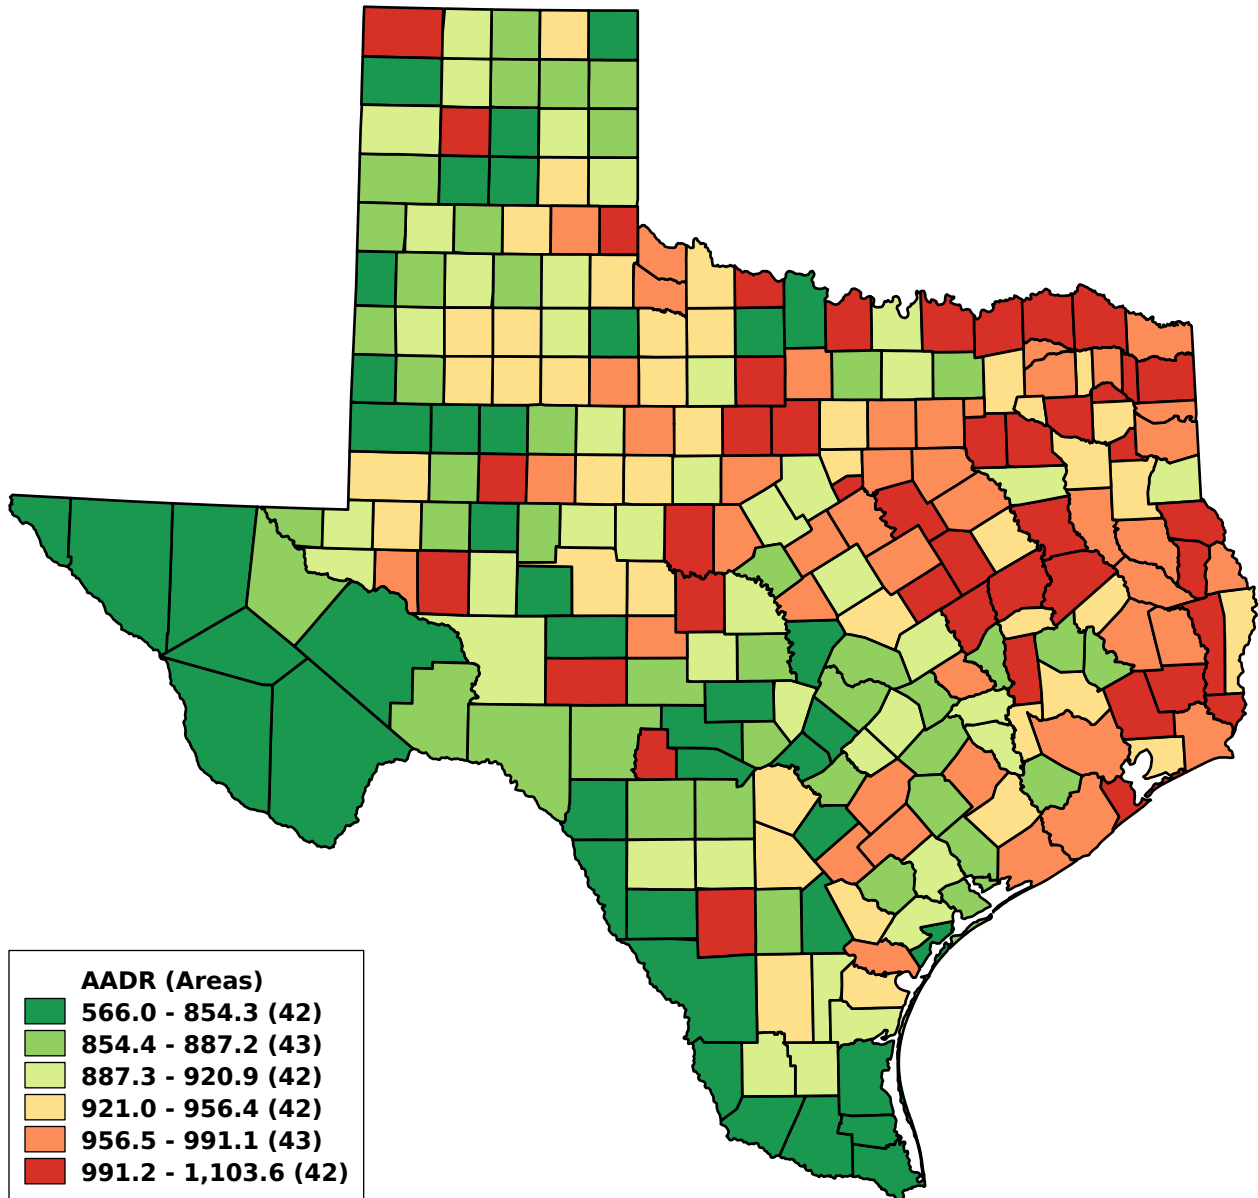 AADR (Areas)
566.0 - 854.3 (42)
854.4 - 887.2 (43)
887.3 - 920.9 (42)
921.0 - 956.4 (42)
956.5 - 991.1 (43)
991.2 - 1,103.6 (42)